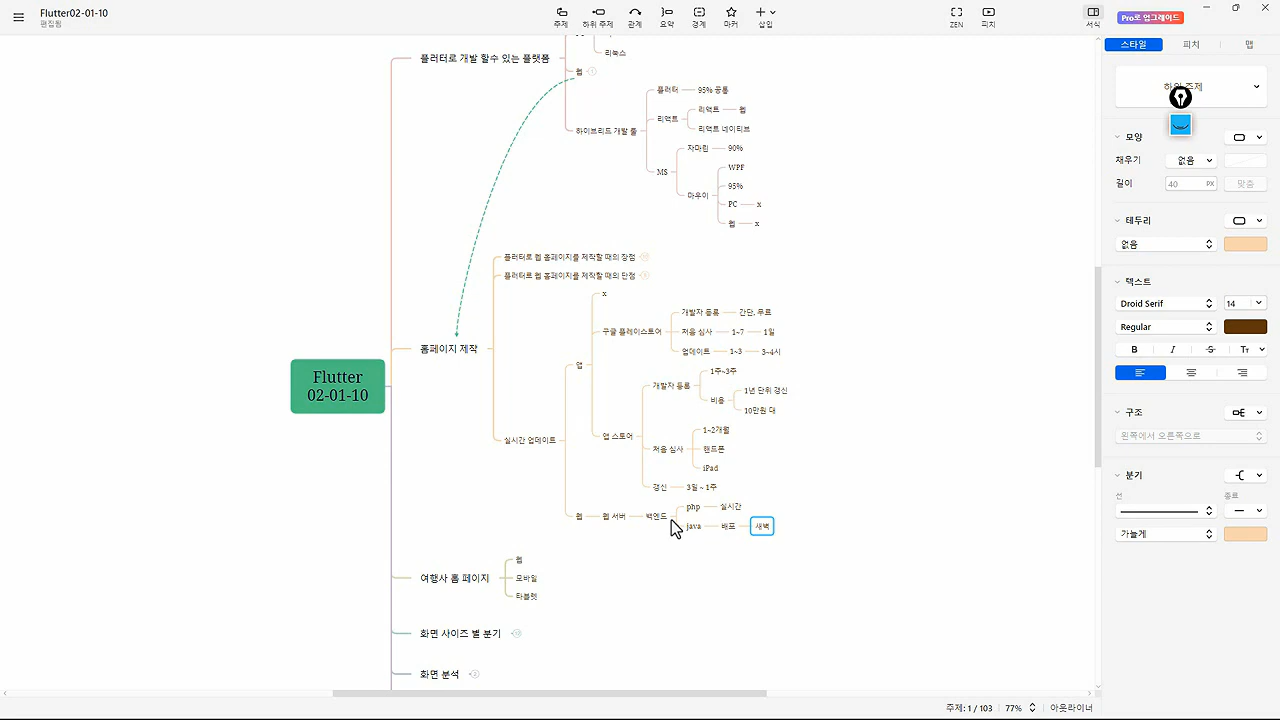 Flutter02-01-10
편집됨
주제
하위 주제
관계
요약
경계
마커
삽입
ZEN
피치
서식
Pro로 업그레이드
스타일
피치
맵
리눅스
플러터로 개발 할수 있는 플랫폼
웹
하이브리드 개발 툴
플러터
95% 공통
리액트
리액트
웹
리액트 네이티브
MS
자마린
90%
마우이
WPF
95%
PC
x
웹
x
Flutter
02-01-10
홈페이지 제작
플러터로 웹 홈페이지를 제작할 때의 장점
플러터로 웹 홈페이지를 제작할 때의 단점
실시간 업데이트
앱
x
구글 플레이스토어
개발자 등록
간단, 무료
처음 심사
1~7
1일
업데이트
1~3
3~4시
앱 스토어
개발자 등록
1주~3주
비용
1년 단위 갱신
10만원 대
처음 심사
1~2개월
핸드폰
iPad
갱신
3일 ~ 1주
웹
웹 서버
백엔드
php
실시간
java
배포
새벽
여행사 홈 페이지
웹
모바일
타블렛
화면 사이즈 별 분기
화면 분석
모양
채우기
없음
길이
40
PX
맞춤
테두리
없음
텍스트
Droid Serif
14
Regular
B
I
S
Tт
구조
왼쪽에서 오른쪽으로
분기
선
종료
가늘게
주제: 1 / 103
77%
아웃라이너